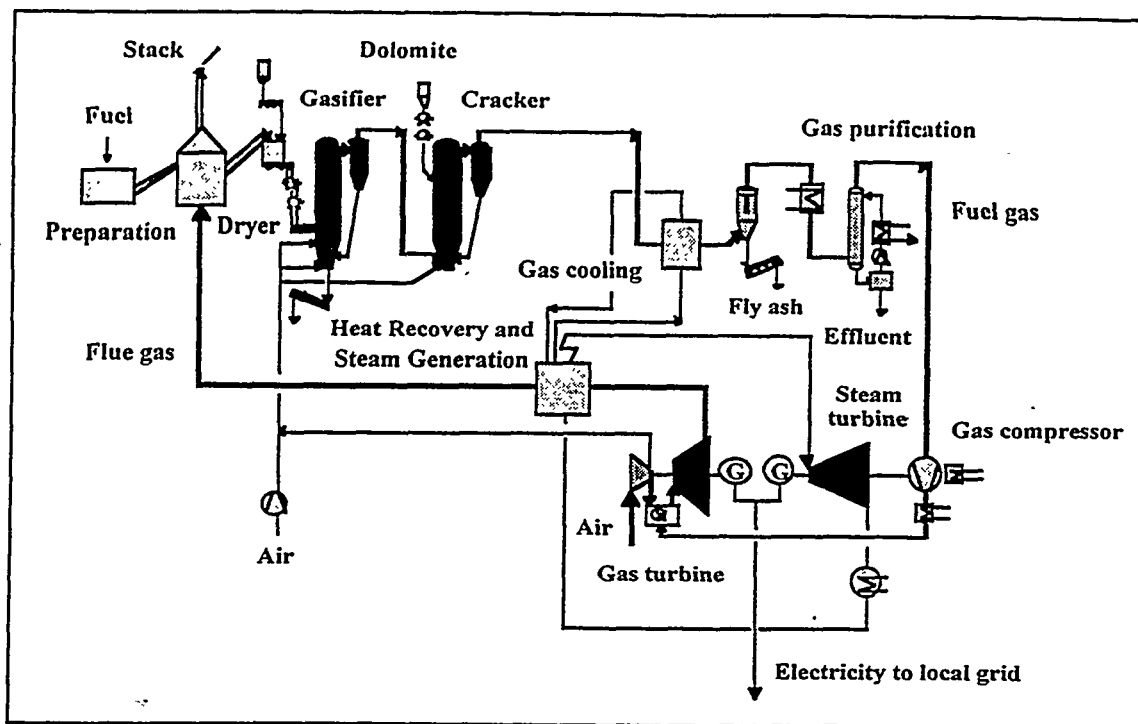 Stack
Dolomite
Fuel
Gasifier
Cracker
Gas purification
Preparation
Dryer
Gas cooling
Fuel gas
Fly ash
Effluent
Flue gas
Heat Recovery and
Steam Generation
Steam
turbine
Gas compressor
G
G
Air
Air
Gas turbine
Electricity to local grid